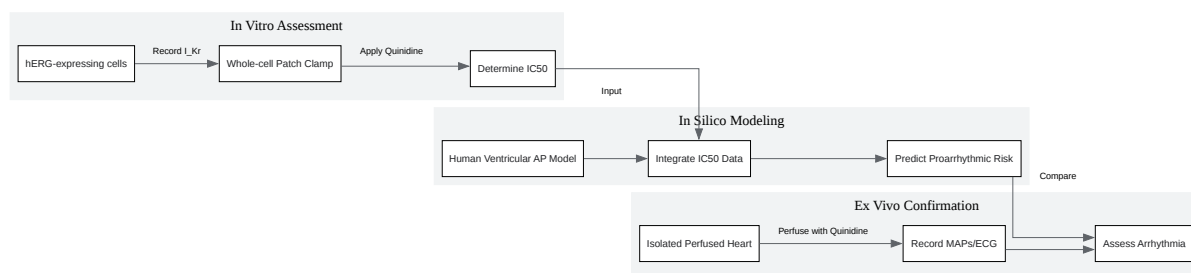 In Vitro Assessment
hERG-expressing cells
Record I_Kr
Whole-cell Patch Clamp
Apply Quinidine
Determine IC50
Input
In Silico Modeling
Human Ventricular AP Model
Integrate IC50 Data
Predict Proarrhythmic Risk
Compare
Ex Vivo Confirmation
Isolated Perfused Heart
Perfuse with Quinidine
Record MAPs/ECG
Assess Arrhythmia